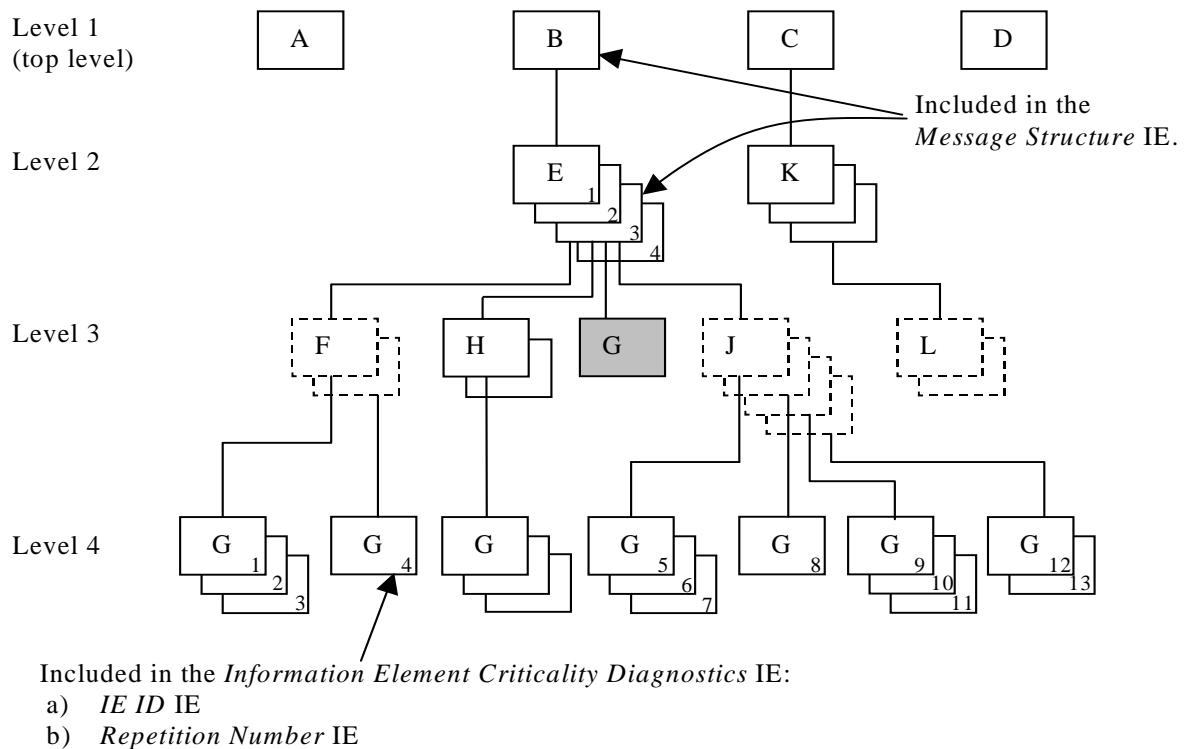 Level 1
(top level)
A
B
C
D
Included in the
Message Structure IE.
Level 2
E
1
2
3
4
K
Level 3
F
H
G
J
L
Level 4
G
1
2
3
G
4
G
G
5
6
7
G
8
G
9
10
11
G
12
13
Included in the Information Element Criticality Diagnostics IE:
a) IE ID IE
b) Repetition Number IE